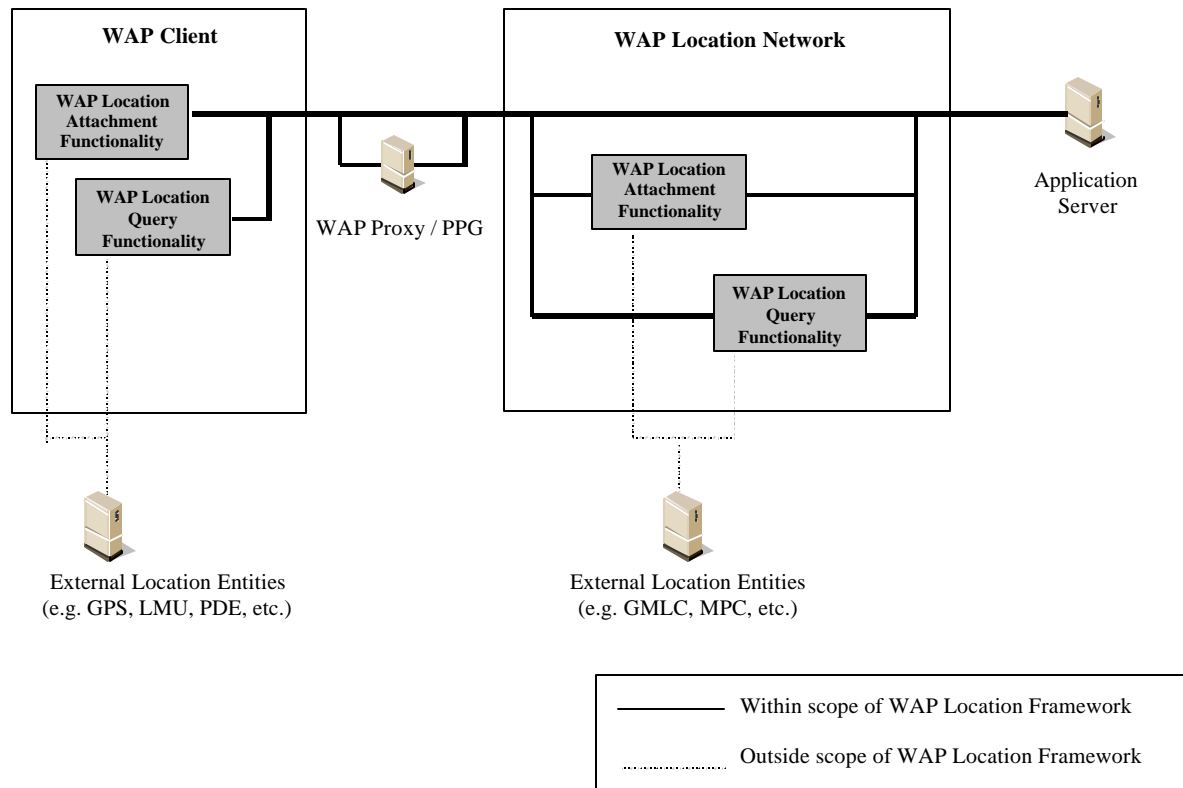 WAP Client
WAP Location Network
WAP Location
Attachment
Functionality
WAP Location
Query
Functionality
WAP Proxy / PPG
WAP Location
Attachment
Functionality
WAP Location
Query
Functionality
Application
Server
External Location Entities
(e.g. GPS, LMU, PDE, etc.)
External Location Entities
(e.g. GMLC, MPC, etc.)
Within scope of WAP Location Framework
Outside scope of WAP Location Framework